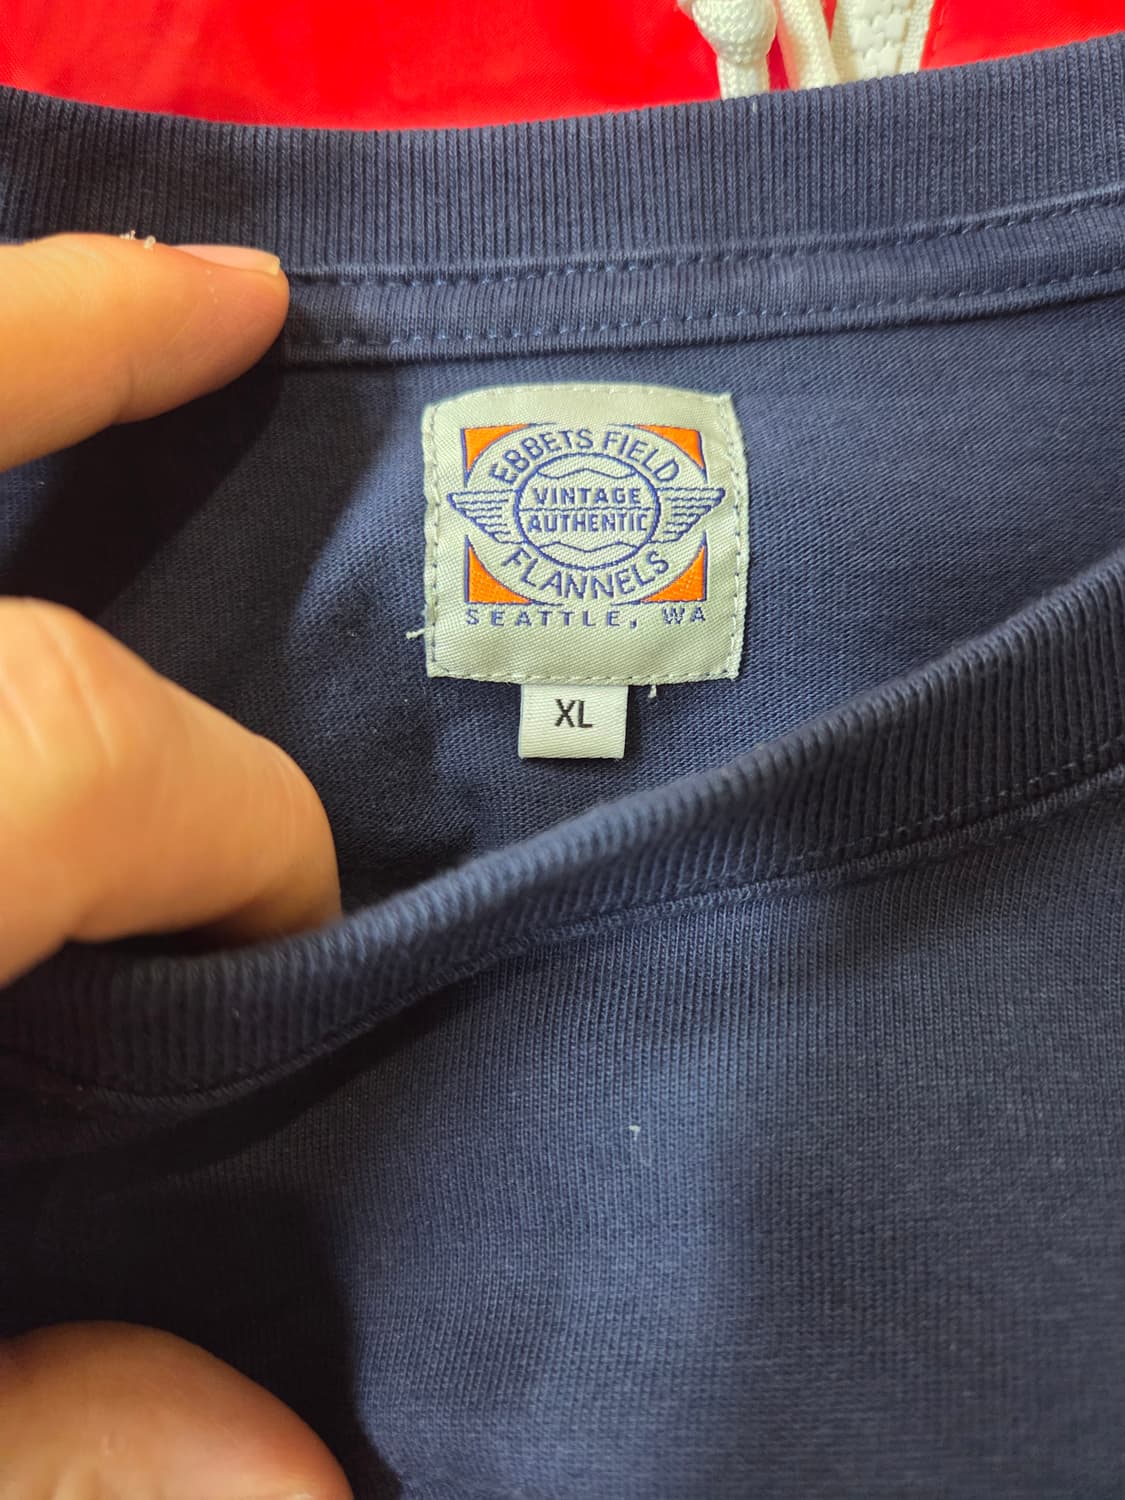 EBBETS FIELD
VINTAGE
AUTHENTIC
FLANNELS
SEATTLE, WA
XL